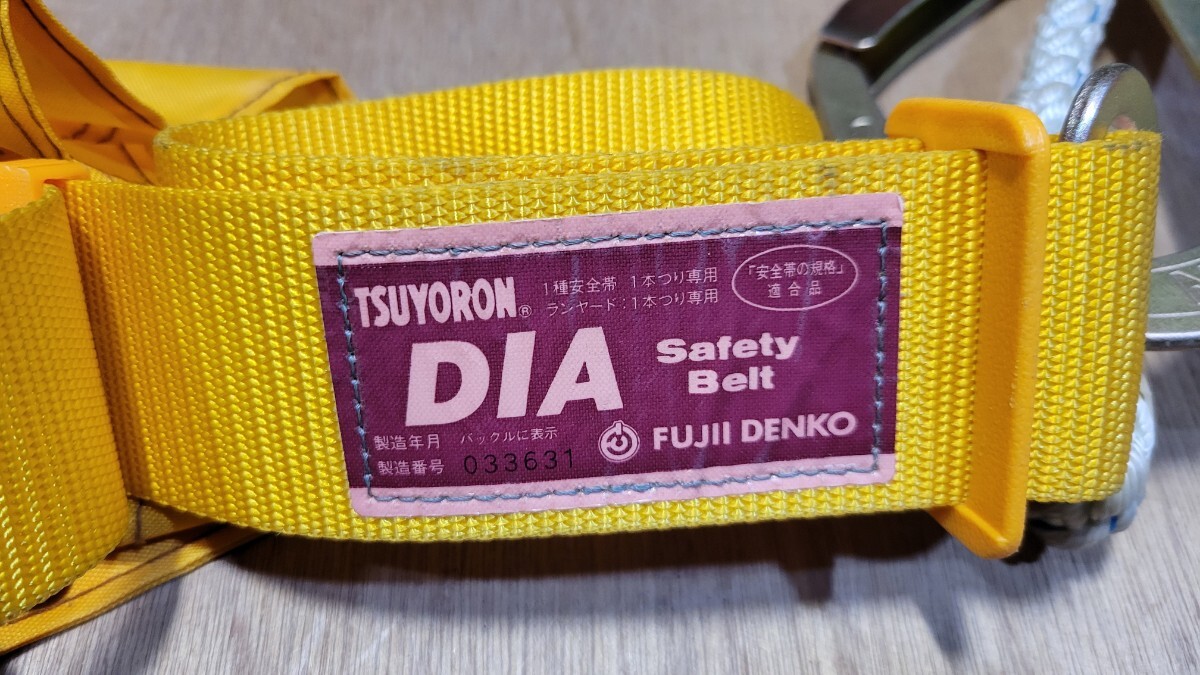 TSUYORON®
1種安全帯 1本つり専用
ランヤード:1本つり専用
「安全帯の規格」
適合品
DIA
Safety
Belt
製造年月 バックルに表示
製造番号 033631
FUJII DENKO